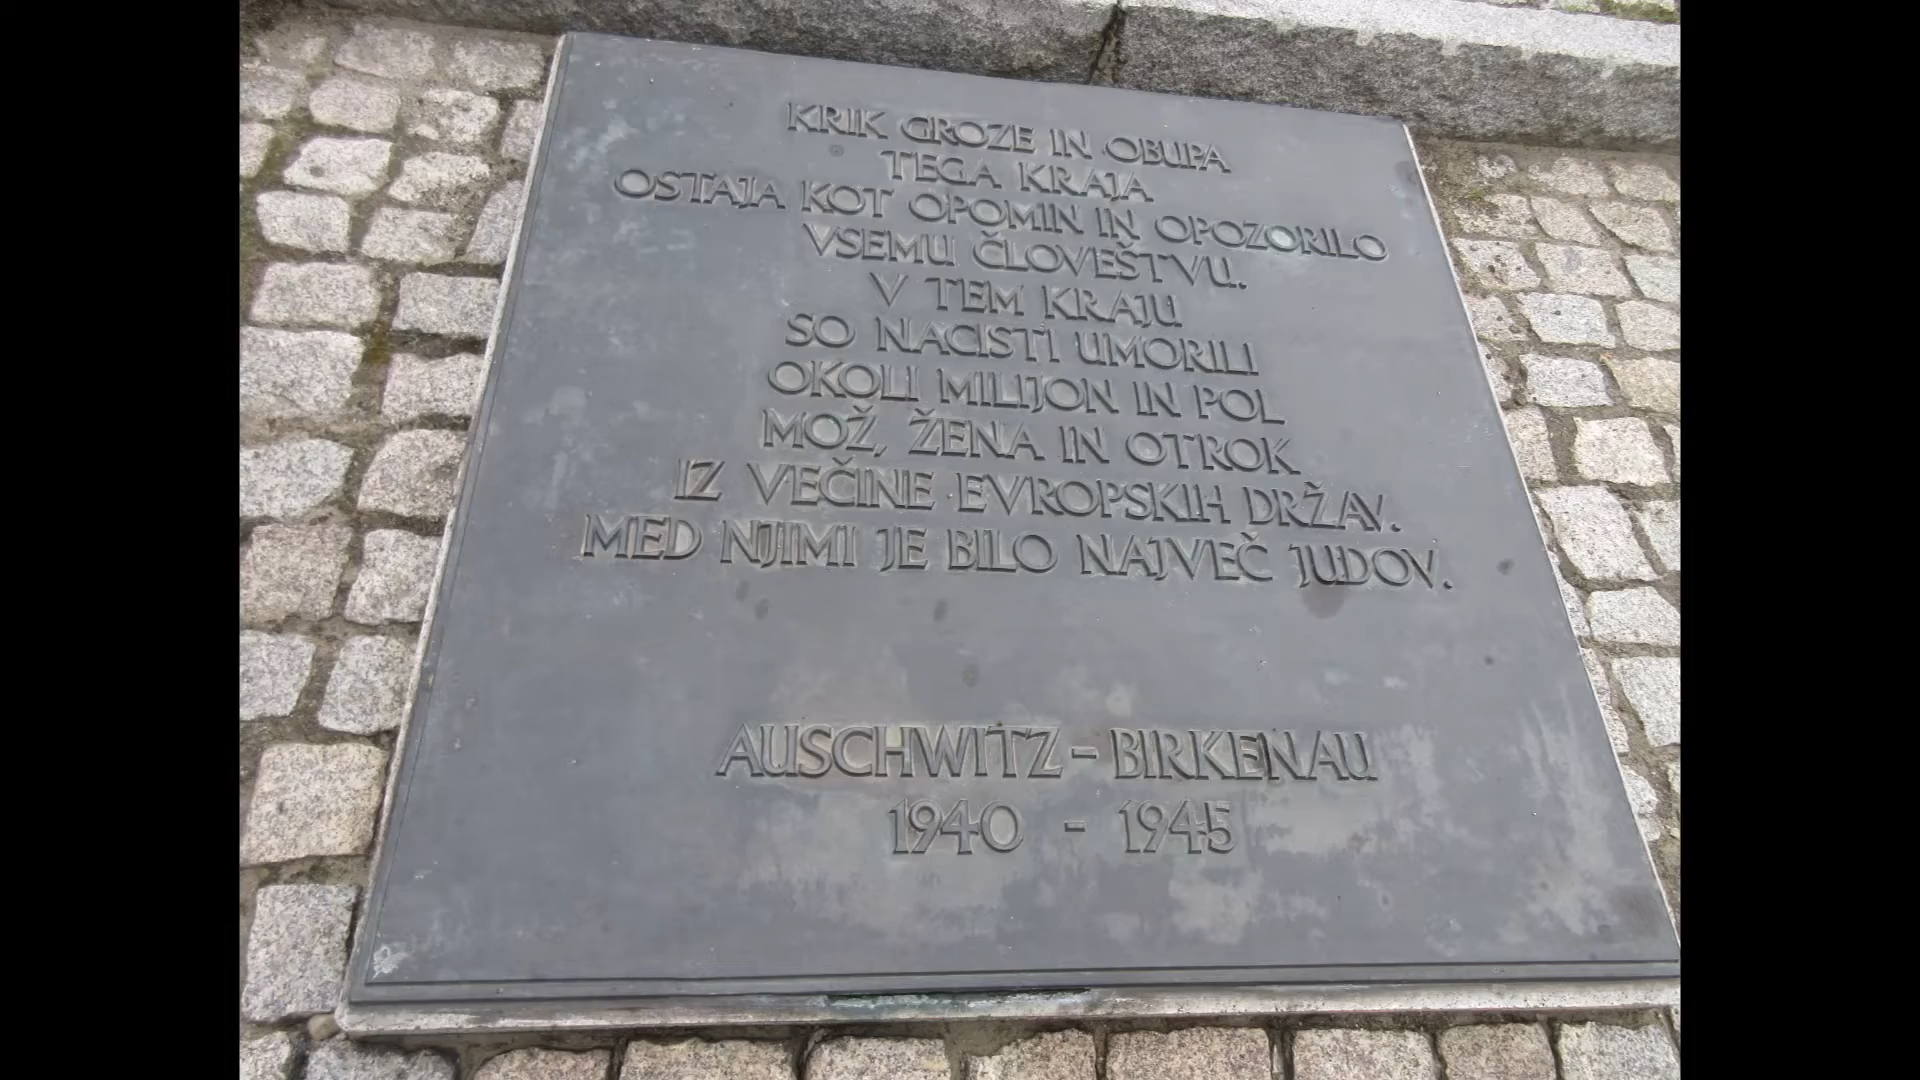 KRIK GROZE IN OBUPA
TEGA KRAJA
OSTAJA KOT OPOMIN IN OPOZORILO
VSEMU ČLOVEŠTVU.
V TEM KRAJU
SO NACISTI UMORILI
OKOLI MILIJON IN POL
MOŽ, ŽENA IN OTROK
IZ VEČINE EVROPSKIH DRŽAV.
MED NJIMI JE BILO NAJVEČ JUDOV.
AUSCHWITZ - BIRKENAU
1940 - 1945